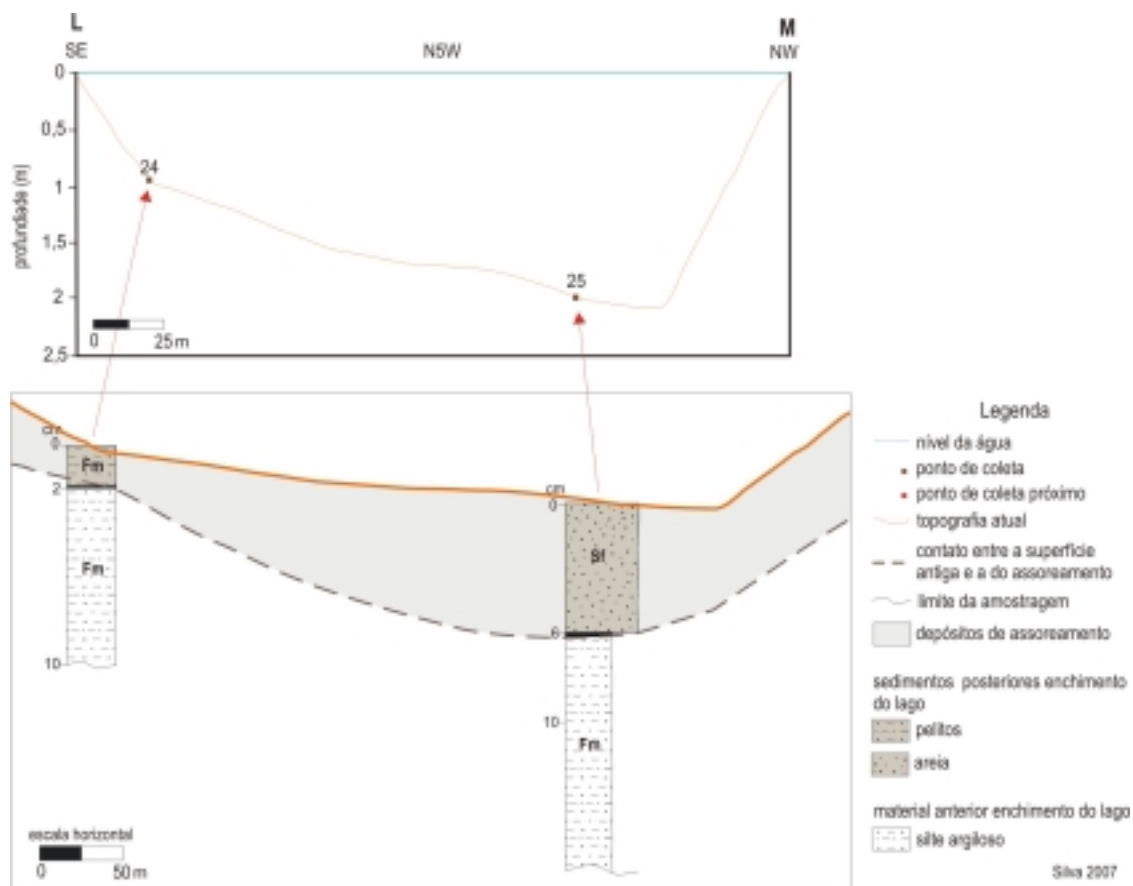 L
M
SE
N5W
NW
profundiade (m)
0
0,5
1
1,5
2
2,5
24
25
0 25 m
cm
0
2
10
Fm
Fm
cm
0
6
10
Sf
Fm
escala horizontal
0 50 m
Legenda
nível da água
ponto de coleta
ponto de coleta próximo
topografia atual
contato entre a superfície
antiga e a do assoreamento
limite da amostragem
depósitos de assoreamento
sedimentos posteriores enchimento
do lago
pelitos
areia
material anterior enchimento do lago
silte argiloso
Silva 2007